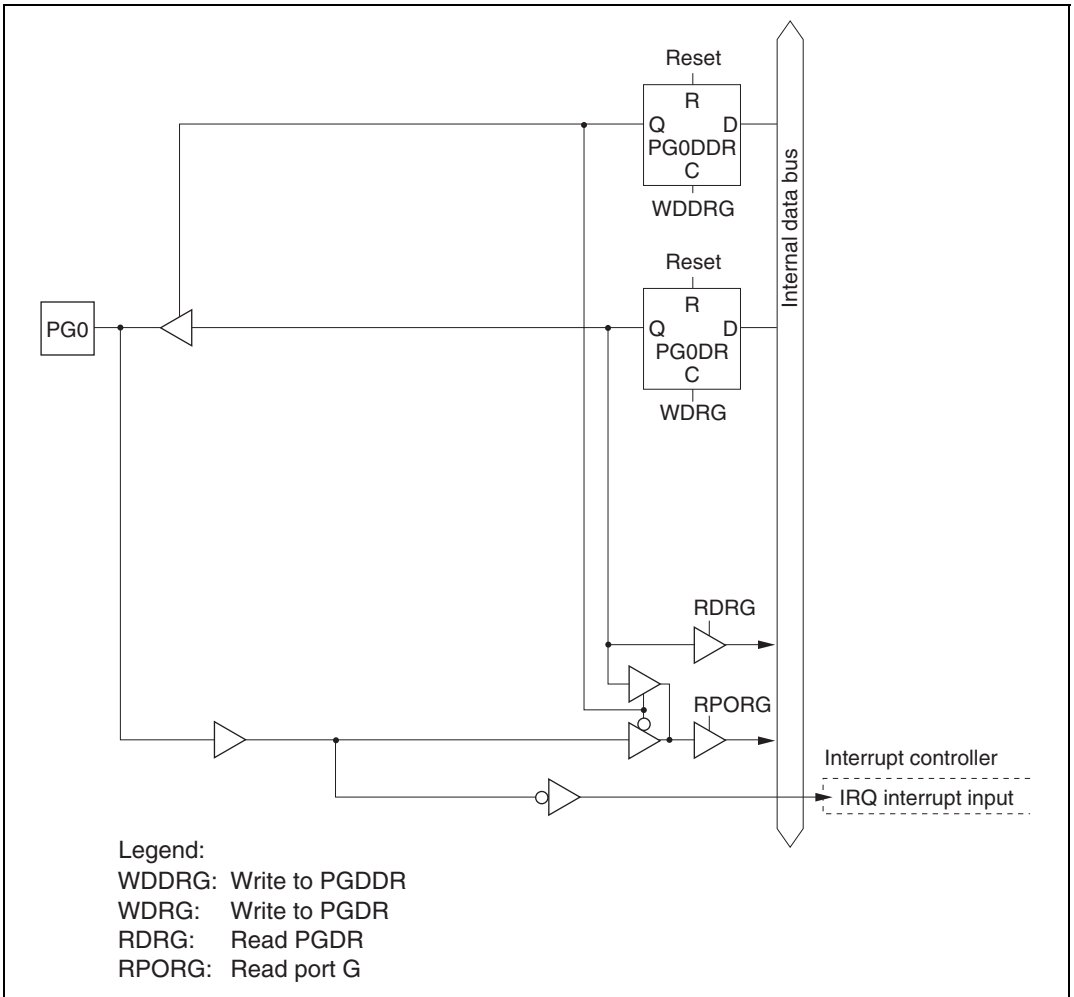 Reset
R
Q D
PG0DDR
C
WDDRG
Internal data bus
Reset
R
PG0
Q D
PG0DR
C
WDRG
RDRG
RPORG
Interrupt controller
IRQ interrupt input
Legend:
WDDRG: Write to PGDDR
WDRG: Write to PGDR
RDRG: Read PGDR
RPORG: Read port G